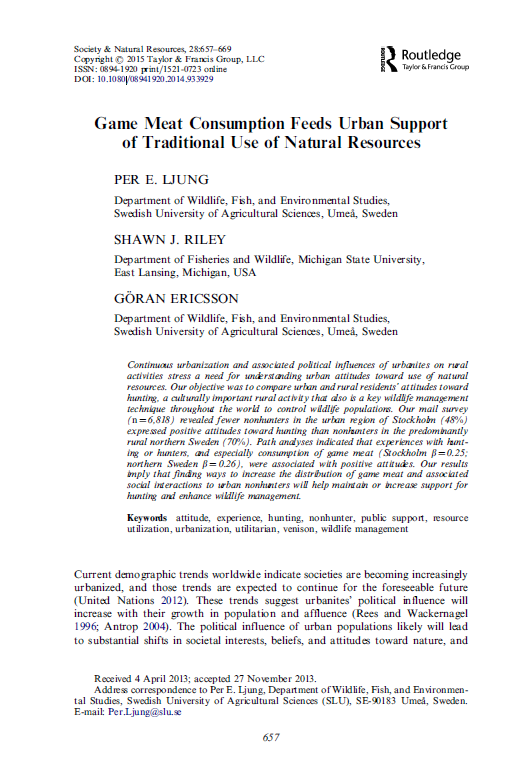 Society & Natural Resources, 28:657–669
Copyright © 2015 Taylor & Francis Group, LLC
ISSN: 0894-1920 print/1521-0723 online
DOI: 10.1080/08941920.2014.933929
Routledge
Taylor & Francis Group
Game Meat Consumption Feeds Urban Support
of Traditional Use of Natural Resources
PER E. LJUNG
Department of Wildlife, Fish, and Environmental Studies,
Swedish University of Agricultural Sciences, Umeå, Sweden
SHAWN J. RILEY
Department of Fisheries and Wildlife, Michigan State University,
East Lansing, Michigan, USA
GÖRAN ERICSSON
Department of Wildlife, Fish, and Environmental Studies,
Swedish University of Agricultural Sciences, Umeå, Sweden
Continuous urbanization and associated political influences of urbanites on rural
activities stress a need for understanding urban attitudes toward use of natural
resources. Our objective was to compare urban and rural residents' attitudes toward
hunting, a culturally important rural activity that also is a key wildlife management
technique throughout the world to control wildlife populations. Our mail survey
(n = 6,818) revealed fewer nonhunters in the urban region of Stockholm (48%)
expressed positive attitudes toward hunting than nonhunters in the predominantly
rural northern Sweden (70%). Path analyses indicated that experiences with hunt-
ing or hunters, and especially consumption of game meat (Stockholm β = 0.25;
northern Sweden β = 0.26), were associated with positive attitudes. Our results
imply that finding ways to increase the distribution of game meat and associated
social interactions to urban nonhunters will help maintain or increase support for
hunting and enhance wildlife management.
Keywords attitude, experience, hunting, nonhunter, public support, resource
utilization, urbanization, utilitarian, venison, wildlife management
Current demographic trends worldwide indicate societies are becoming increasingly
urbanized, and those trends are expected to continue for the foreseeable future
(United Nations 2012). These trends suggest urbanites' political influence will
increase with their growth in population and affluence (Rees and Wackernagel
1996; Antrop 2004). The political influence of urban populations likely will lead
to substantial shifts in societal interests, beliefs, and attitudes toward nature, and
Received 4 April 2013; accepted 27 November 2013.
Address correspondence to Per E. Ljung, Department of Wildlife, Fish, and Environmen-
tal Studies, Swedish University of Agricultural Sciences (SLU), SE-90183 Umeå, Sweden.
E-mail: Per.Ljung@slu.se
657